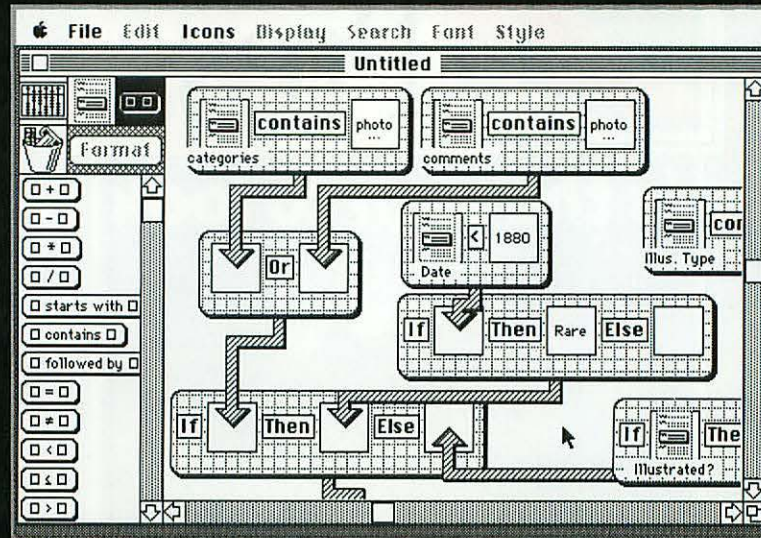 File Edit Icons Display Search Font Style
Untitled
Format
+
-
*
/
starts with
contains
followed by
=
≠
<
≤
>
categories contains photo ...
comments contains photo ...
Or
Date < 1880
Illus. Type
If Then Rare Else
If Then Else
If Illustrated?